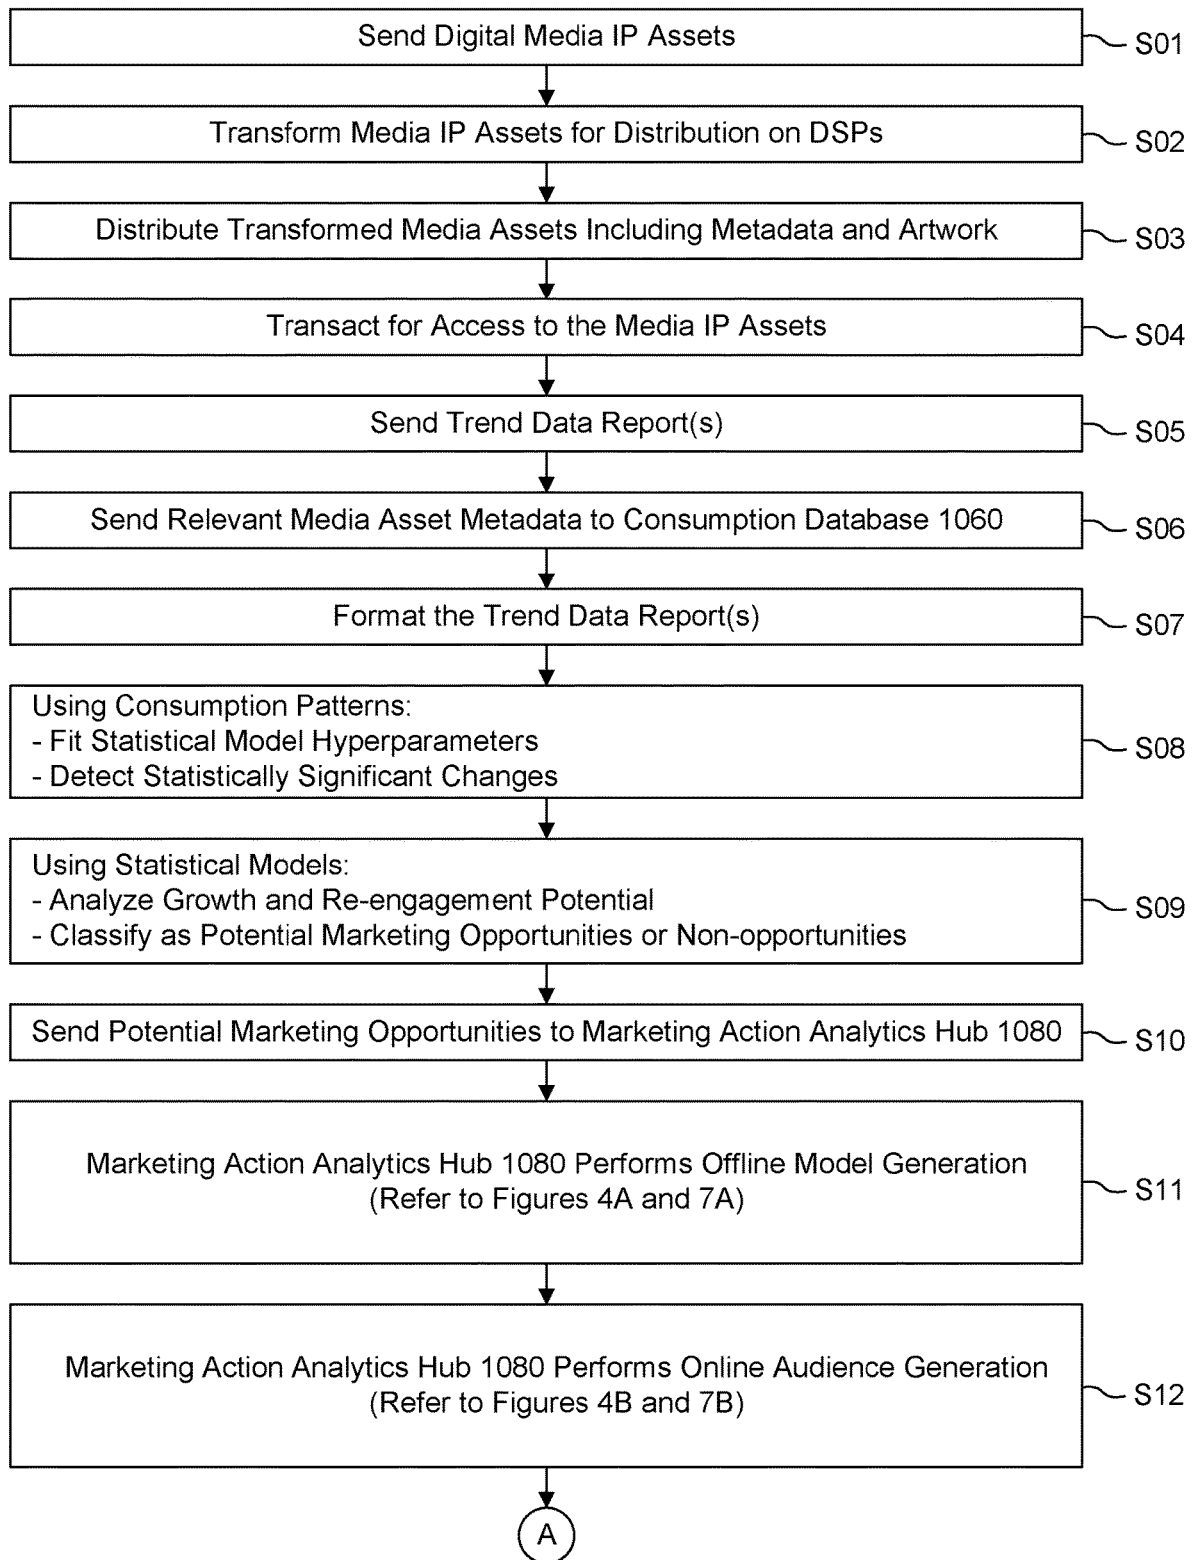 Send Digital Media IP Assets
S01
Transform Media IP Assets for Distribution on DSPs
S02
Distribute Transformed Media Assets Including Metadata and Artwork
S03
Transact for Access to the Media IP Assets
S04
Send Trend Data Report(s)
S05
Send Relevant Media Asset Metadata to Consumption Database 1060
S06
Format the Trend Data Report(s)
S07
Using Consumption Patterns:
- Fit Statistical Model Hyperparameters
- Detect Statistically Significant Changes
S08
Using Statistical Models:
- Analyze Growth and Re-engagement Potential
- Classify as Potential Marketing Opportunities or Non-opportunities
S09
Send Potential Marketing Opportunities to Marketing Action Analytics Hub 1080
S10
Marketing Action Analytics Hub 1080 Performs Offline Model Generation
(Refer to Figures 4A and 7A)
S11
Marketing Action Analytics Hub 1080 Performs Online Audience Generation
(Refer to Figures 4B and 7B)
S12
A